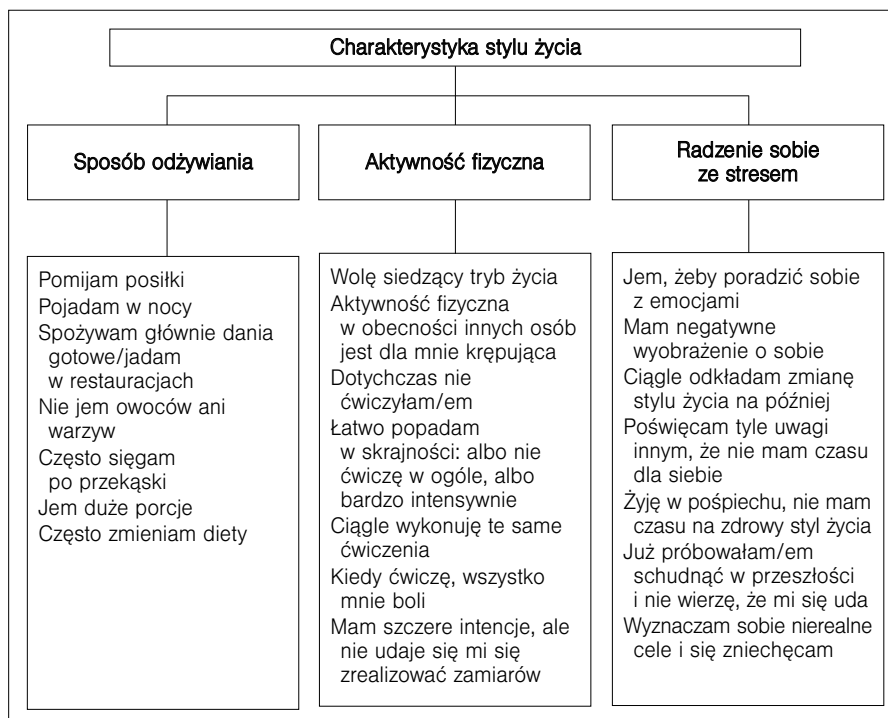 Charakterystyka stylu życia
Sposób odżywiania
Pomijam posiłki
Pojadam w nocy
Spożywam głównie dania
gotowe/jadam
w restauracjach
Nie jem owoców ani
warzyw
Często sięgam
po przekąski
Jem duże porcje
Często zmieniam diety
Aktywność fizyczna
Wolę siedzący tryb życia
Aktywność fizyczna
w obecności innych osób
jest dla mnie krępująca
Dotychczas nie
ćwiczyłam/em
Łatwo popadam
w skrajności: albo nie
ćwiczę w ogóle, albo
bardzo intensywnie
Ciągle wykonuję te same
ćwiczenia
Kiedy ćwiczę, wszystko
mnie boli
Mam szczere intencje, ale
nie udaje się mi się
zrealizować zamiarów
Radzenie sobie
ze stresem
Jem, żeby poradzić sobie
z emocjami
Mam negatywne
wyobrażenie o sobie
Ciągle odkładam zmianę
stylu życia na później
Poświęcam tyle uwagi
innym, że nie mam czasu
dla siebie
Żyję w pośpiechu, nie mam
czasu na zdrowy styl życia
Już próbowałam/em
schudnąć w przeszłości
i nie wierzę, że mi się uda
Wyznaczam sobie nierealne
cele i się zniechęcam